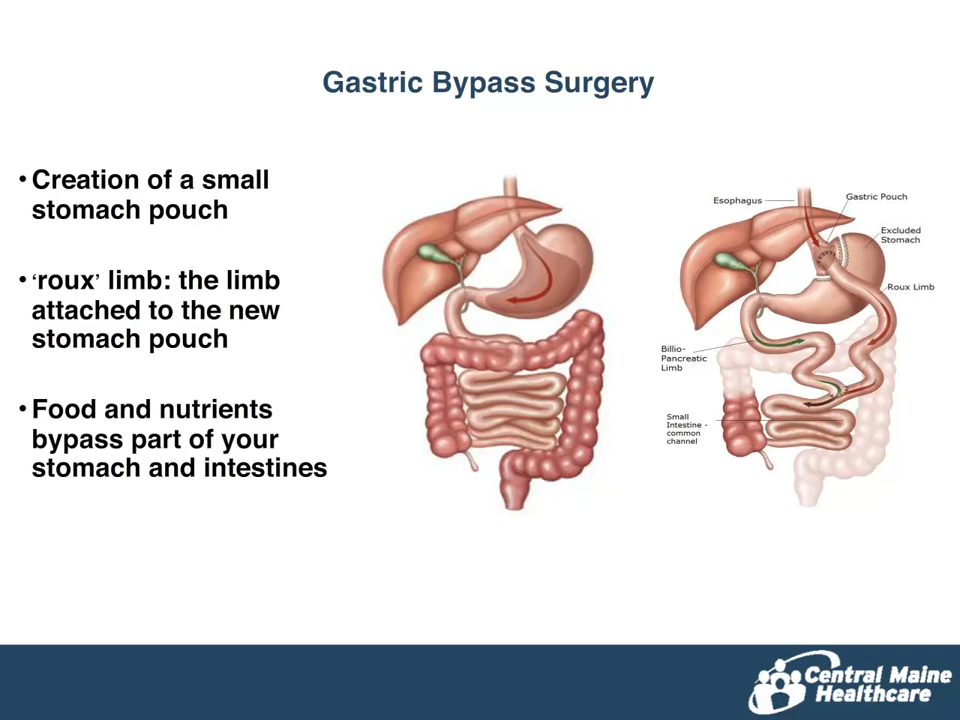 Gastric Bypass Surgery
• Creation of a small
stomach pouch
• ‘roux’ limb: the limb
attached to the new
stomach pouch
• Food and nutrients
bypass part of your
stomach and intestines
Esophagus
Gastric Pouch
Excluded
Stomach
Roux Limb
Billio-
Pancreatic
Limb
Small
Intestine -
common
channel
Central Maine
Healthcare